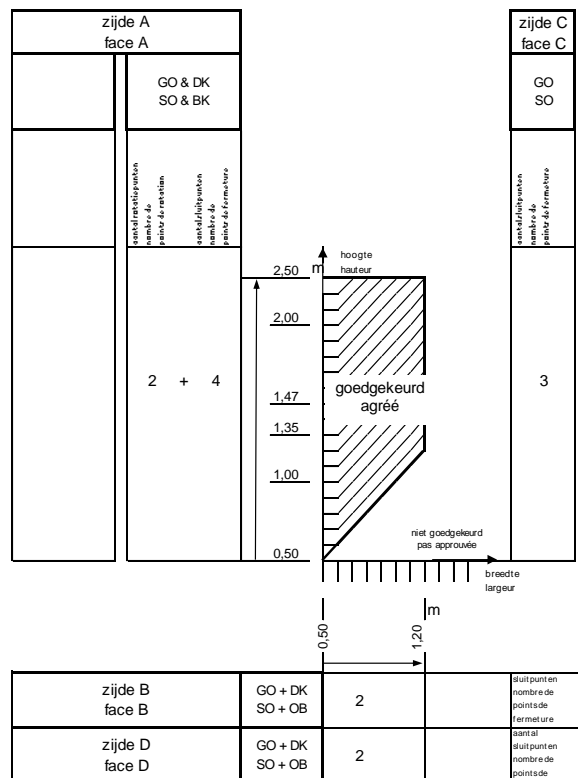 zijde A
face A
zijde C
face C
GO & DK
SO & BK
GO
SO
aantal rotatiepunten
nombre de
points de rotation
aantal sluitpunten
nombre de
points de fermeture
aantal sluitpunten
nombre de
points de fermeture
m
hoogte
hauteur
2,50
2,00
2 + 4
goedgekeurd
agréé
3
1,47
1,35
1,00
niet goedgekeurd
pas approuvée
0,50
breedte
largeur
m
0,50
1,20
zijde B
face B
GO + DK
SO + OB
2
sluitpunten
nombre de
points de
fermeture
zijde D
face D
GO + DK
SO + OB
2
aantal
sluitpunten
nombre de
points de